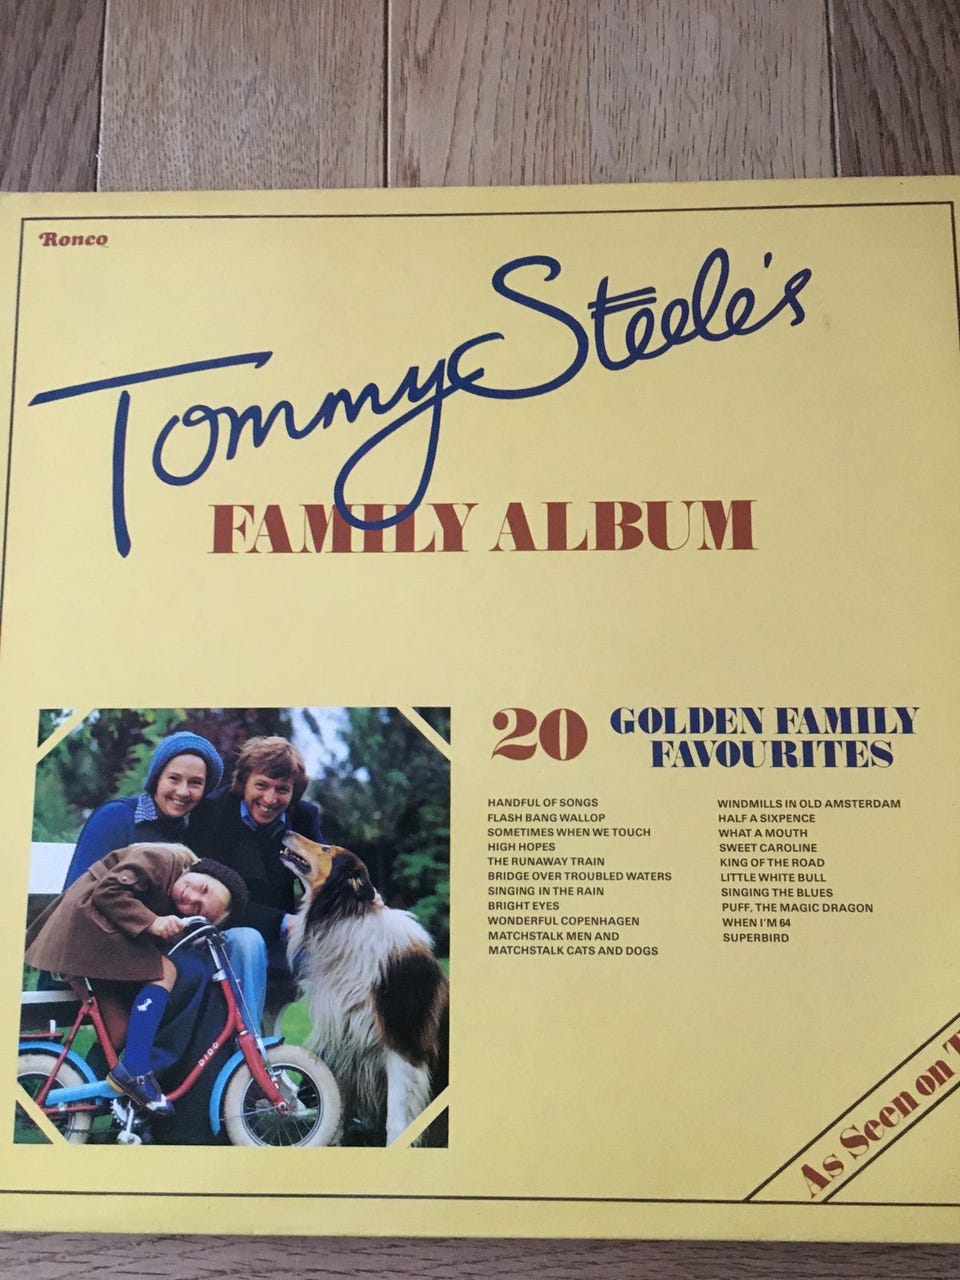 Ronco
Tommy Steele's
FAMILY ALBUM
20 GOLDEN FAMILY
FAVOURITES
HANDFUL OF SONGS
FLASH BANG WALLOP
SOMETIMES WHEN WE TOUCH
HIGH HOPES
THE RUNAWAY TRAIN
BRIDGE OVER TROUBLED WATERS
SINGING IN THE RAIN
BRIGHT EYES
WONDERFUL COPENHAGEN
MATCHSTALK MEN AND
MATCHSTALK CATS AND DOGS
WINDMILLS IN OLD AMSTERDAM
HALF A SIXPENCE
WHAT A MOUTH
SWEET CAROLINE
KING OF THE ROAD
LITTLE WHITE BULL
SINGING THE BLUES
PUFF, THE MAGIC DRAGON
WHEN I'M 64
SUPERBIRD
DIDO
As Seen on T